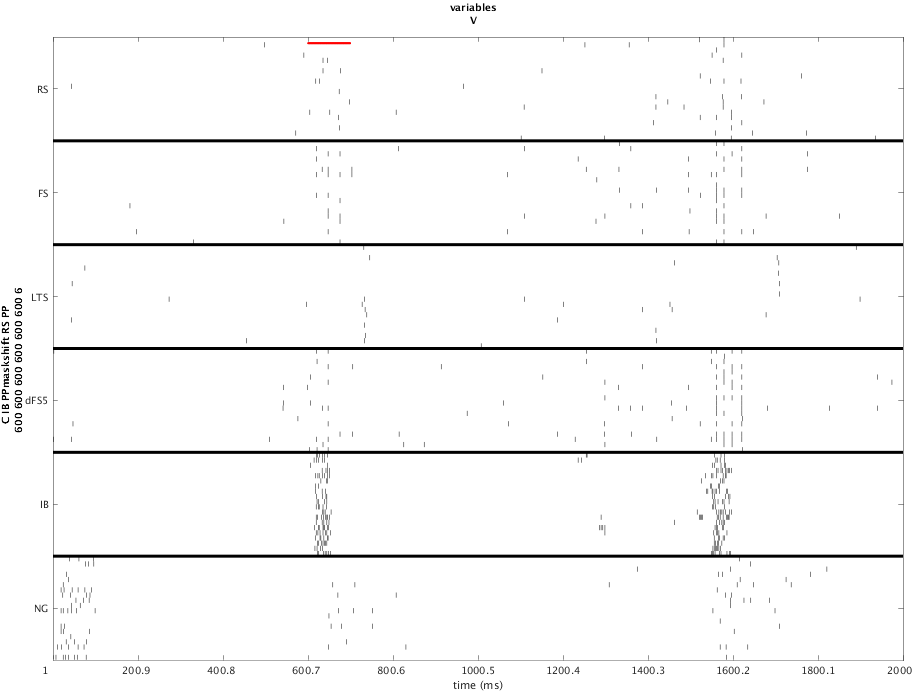 variables
V
RS
FS
LTS
dFS5
IB
NG
C IB PPmaskshift RS PP
600 600 600 600 600 600 6
1
200.9
400.8
600.7
800.6
1000.5
1200.4
1400.3
1600.2
1800.1
2000
time (ms)